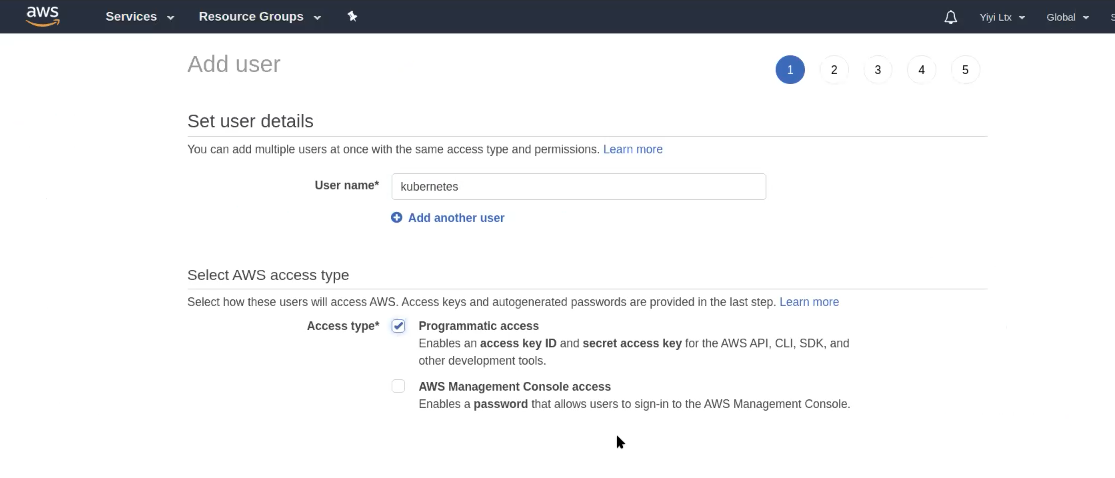 aws Services Resource Groups Yiyi Ltx Global
Add user 1 2 3 4 5
Set user details
You can add multiple users at once with the same access type and permissions. Learn more
User name* kubernetes
Add another user
Select AWS access type
Select how these users will access AWS. Access keys and autogenerated passwords are provided in the last step. Learn more
Access type* Programmatic access
Enables an access key ID and secret access key for the AWS API, CLI, SDK, and
other development tools.
AWS Management Console access
Enables a password that allows users to sign-in to the AWS Management Console.